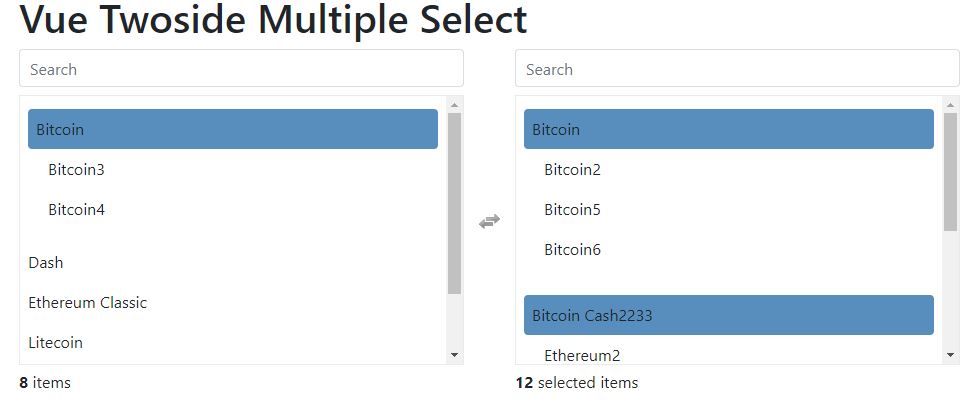 Vue Twoside Multiple Select
Search
Bitcoin
Bitcoin3
Bitcoin4
Dash
Ethereum Classic
Litecoin
8 items
Search
Bitcoin
Bitcoin2
Bitcoin5
Bitcoin6
Bitcoin Cash2233
Ethereum2
12 selected items